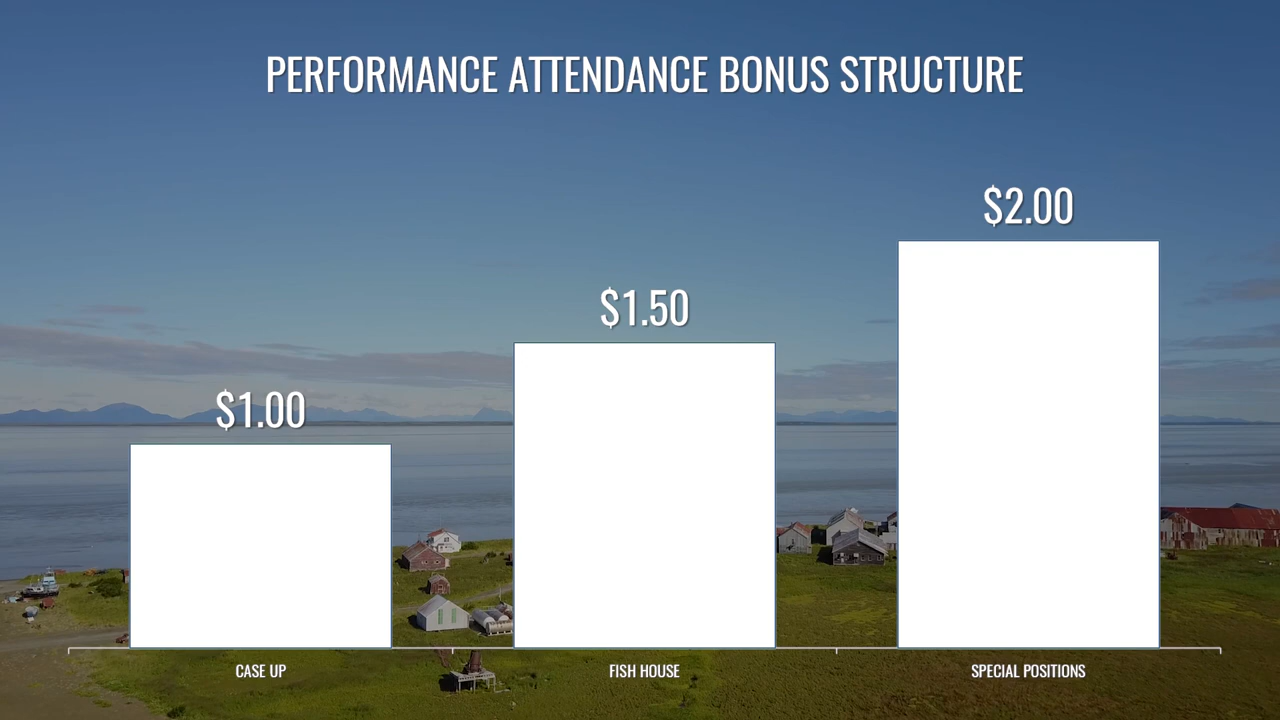 PERFORMANCE ATTENDANCE BONUS STRUCTURE
$2.00
$1.50
$1.00
CASE UP
FISH HOUSE
SPECIAL POSITIONS